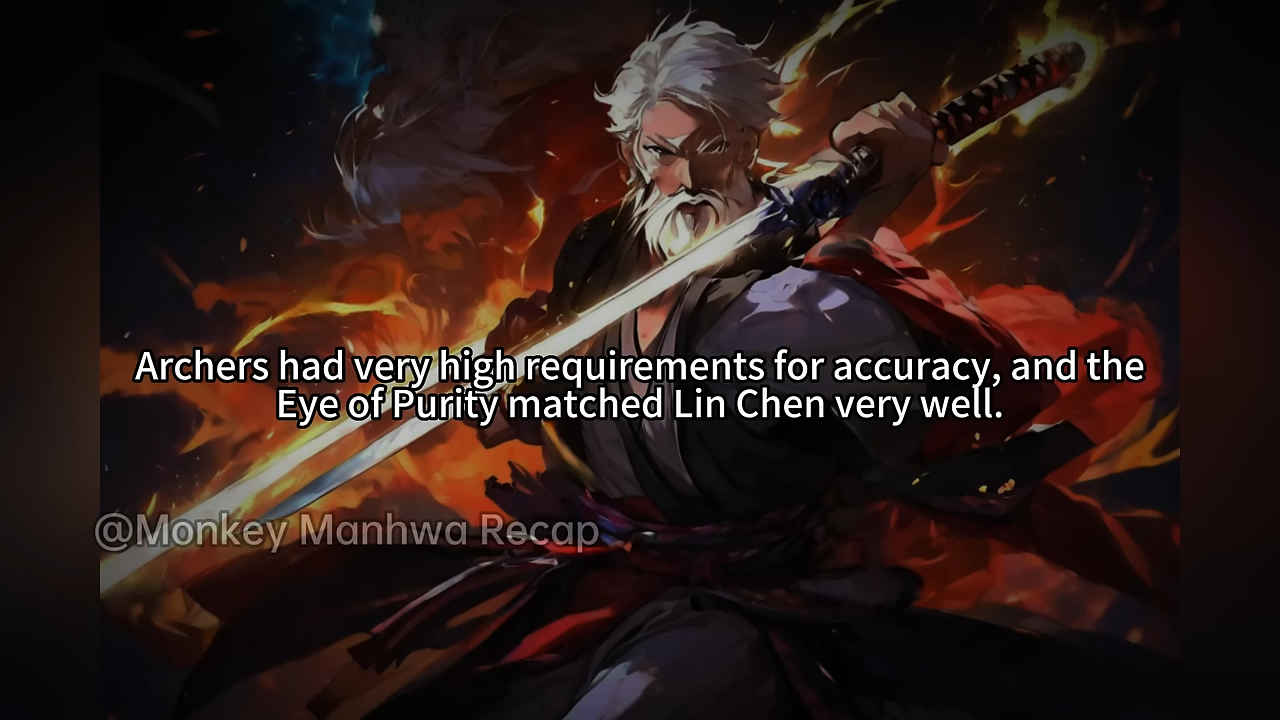 Archers had very high requirements for accuracy, and the
Eye of Purity matched Lin Chen very well.
@Monkey Manhwa Recap